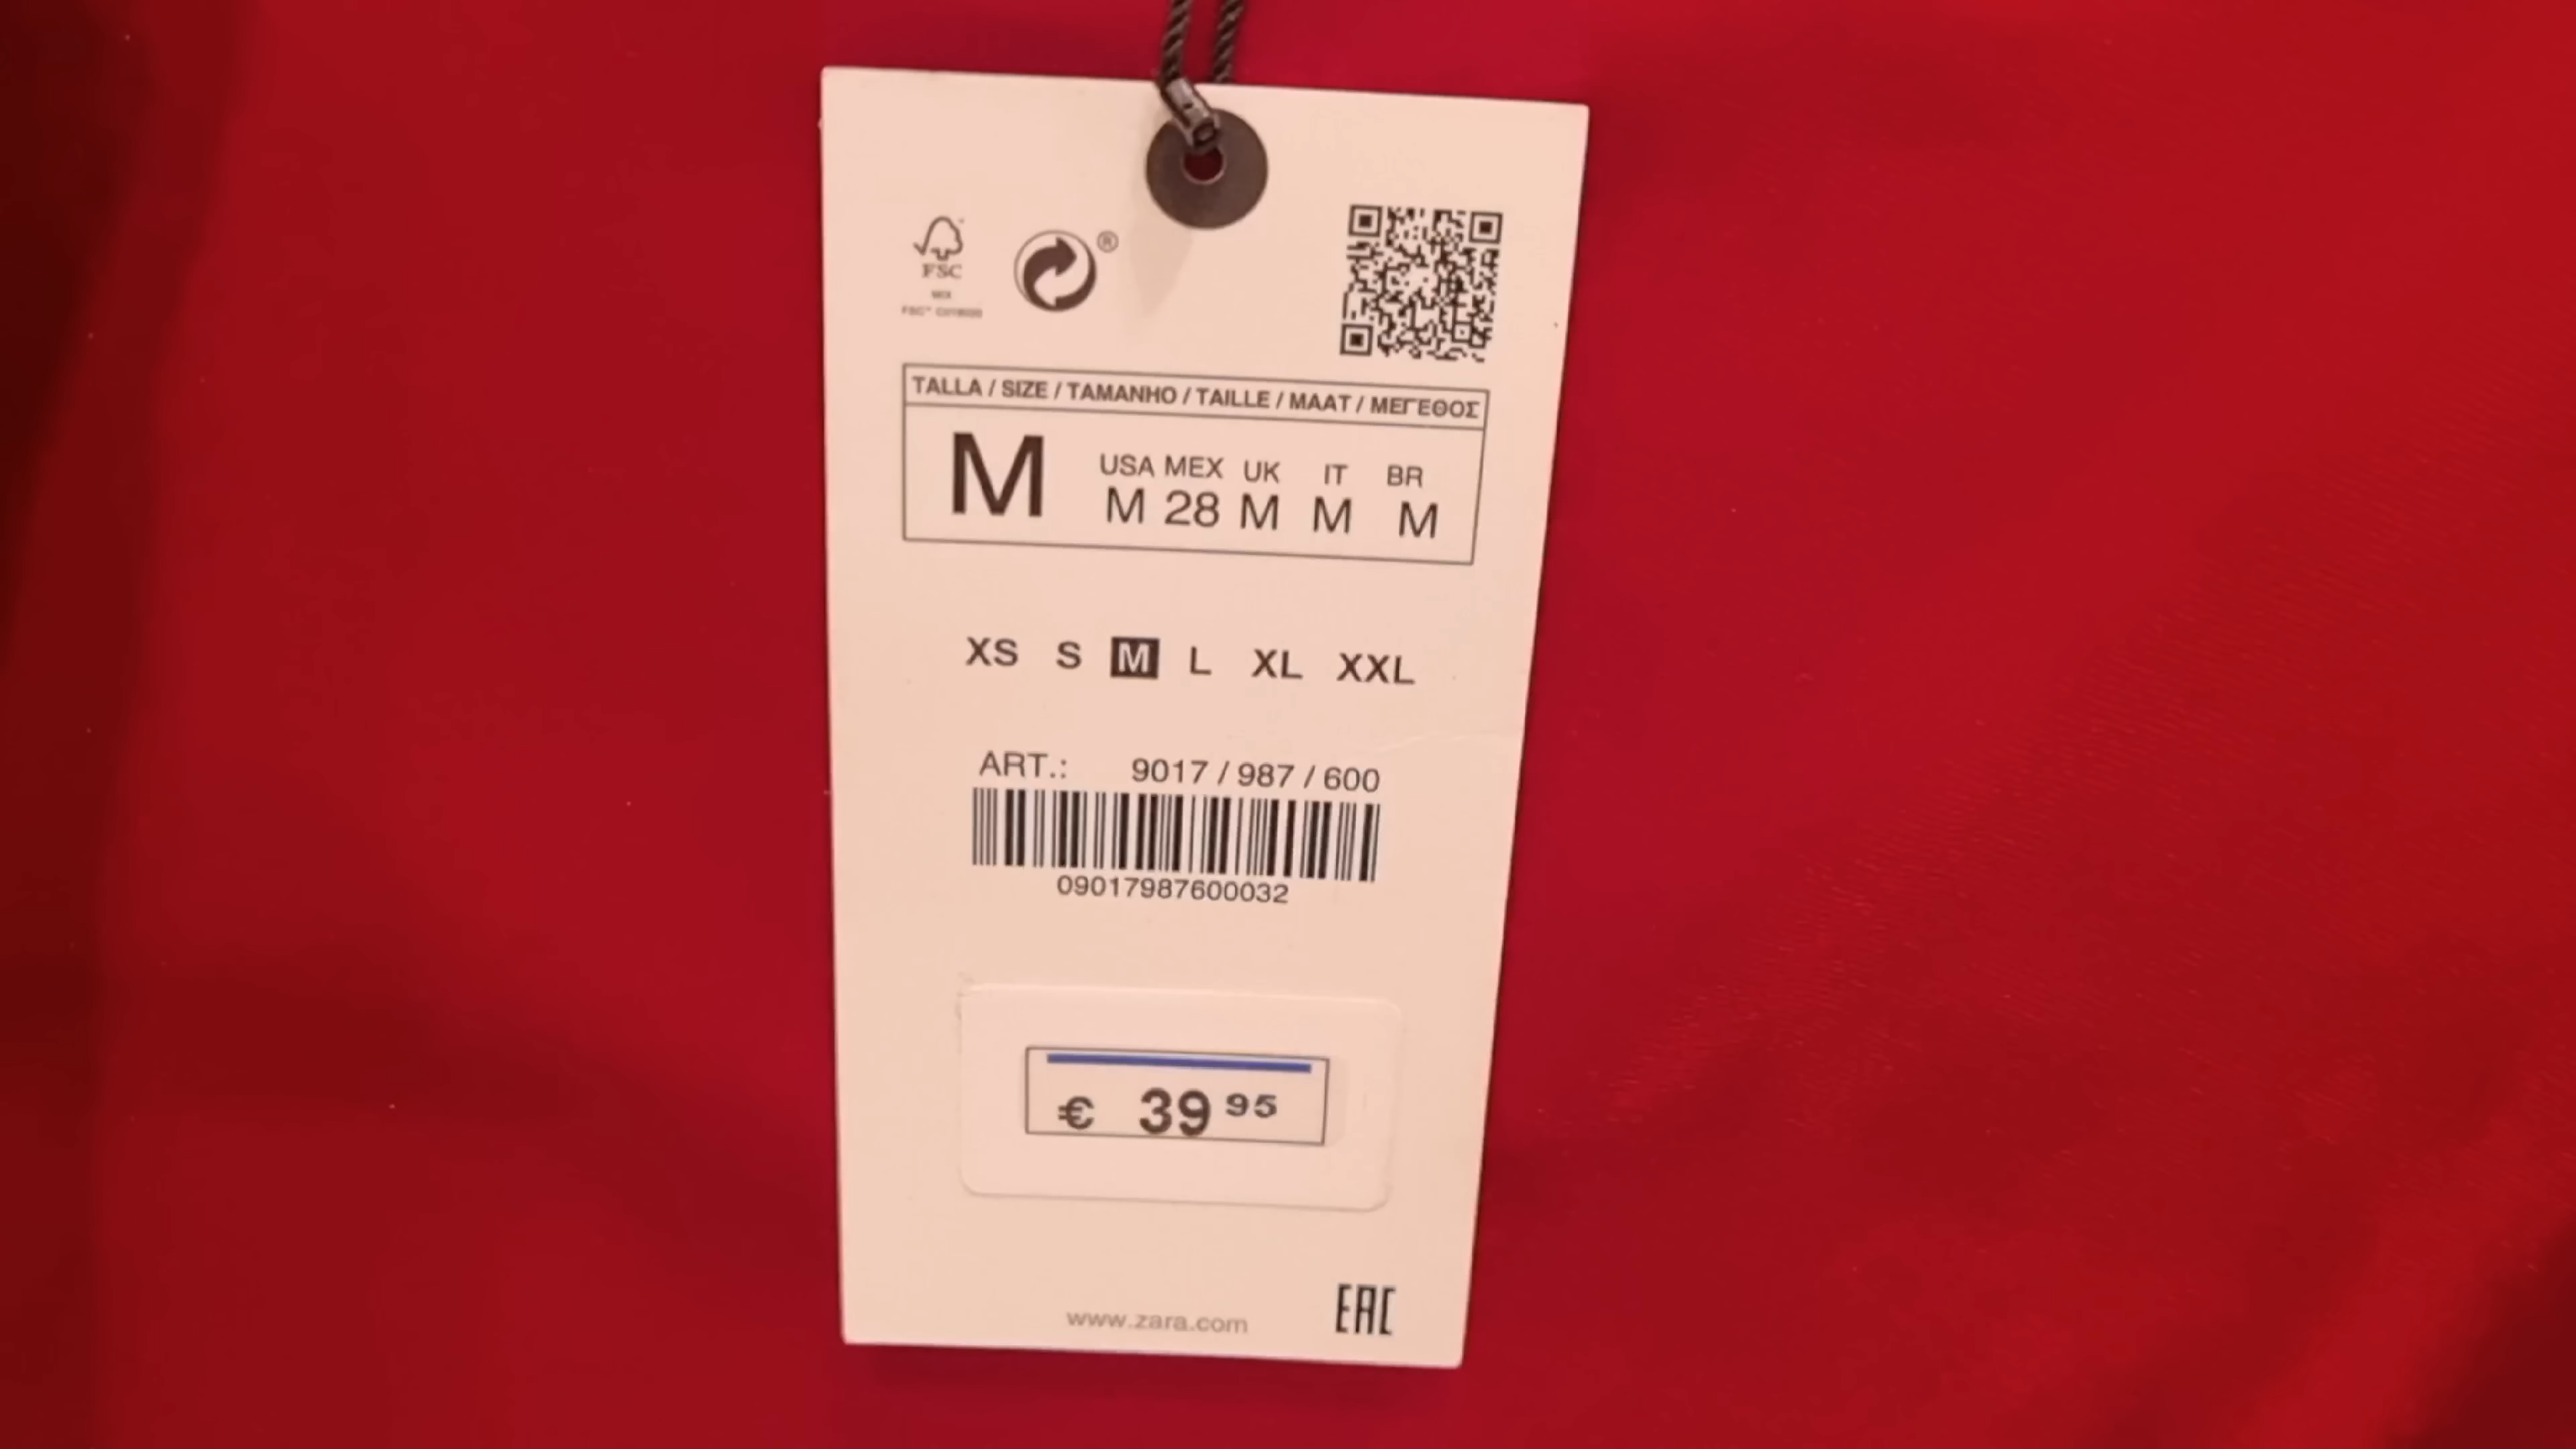 FSC
MIX
®
TALLA / SIZE / TAMANHO / TAILLE / MAAT / ΜΕΓΕΘΟΣ
M
USA MEX UK IT BR
M 28 M M M
XS S M L XL XXL
ART.: 9017 / 987 / 600
09017987600032
€ 39 95
www.zara.com
EAC